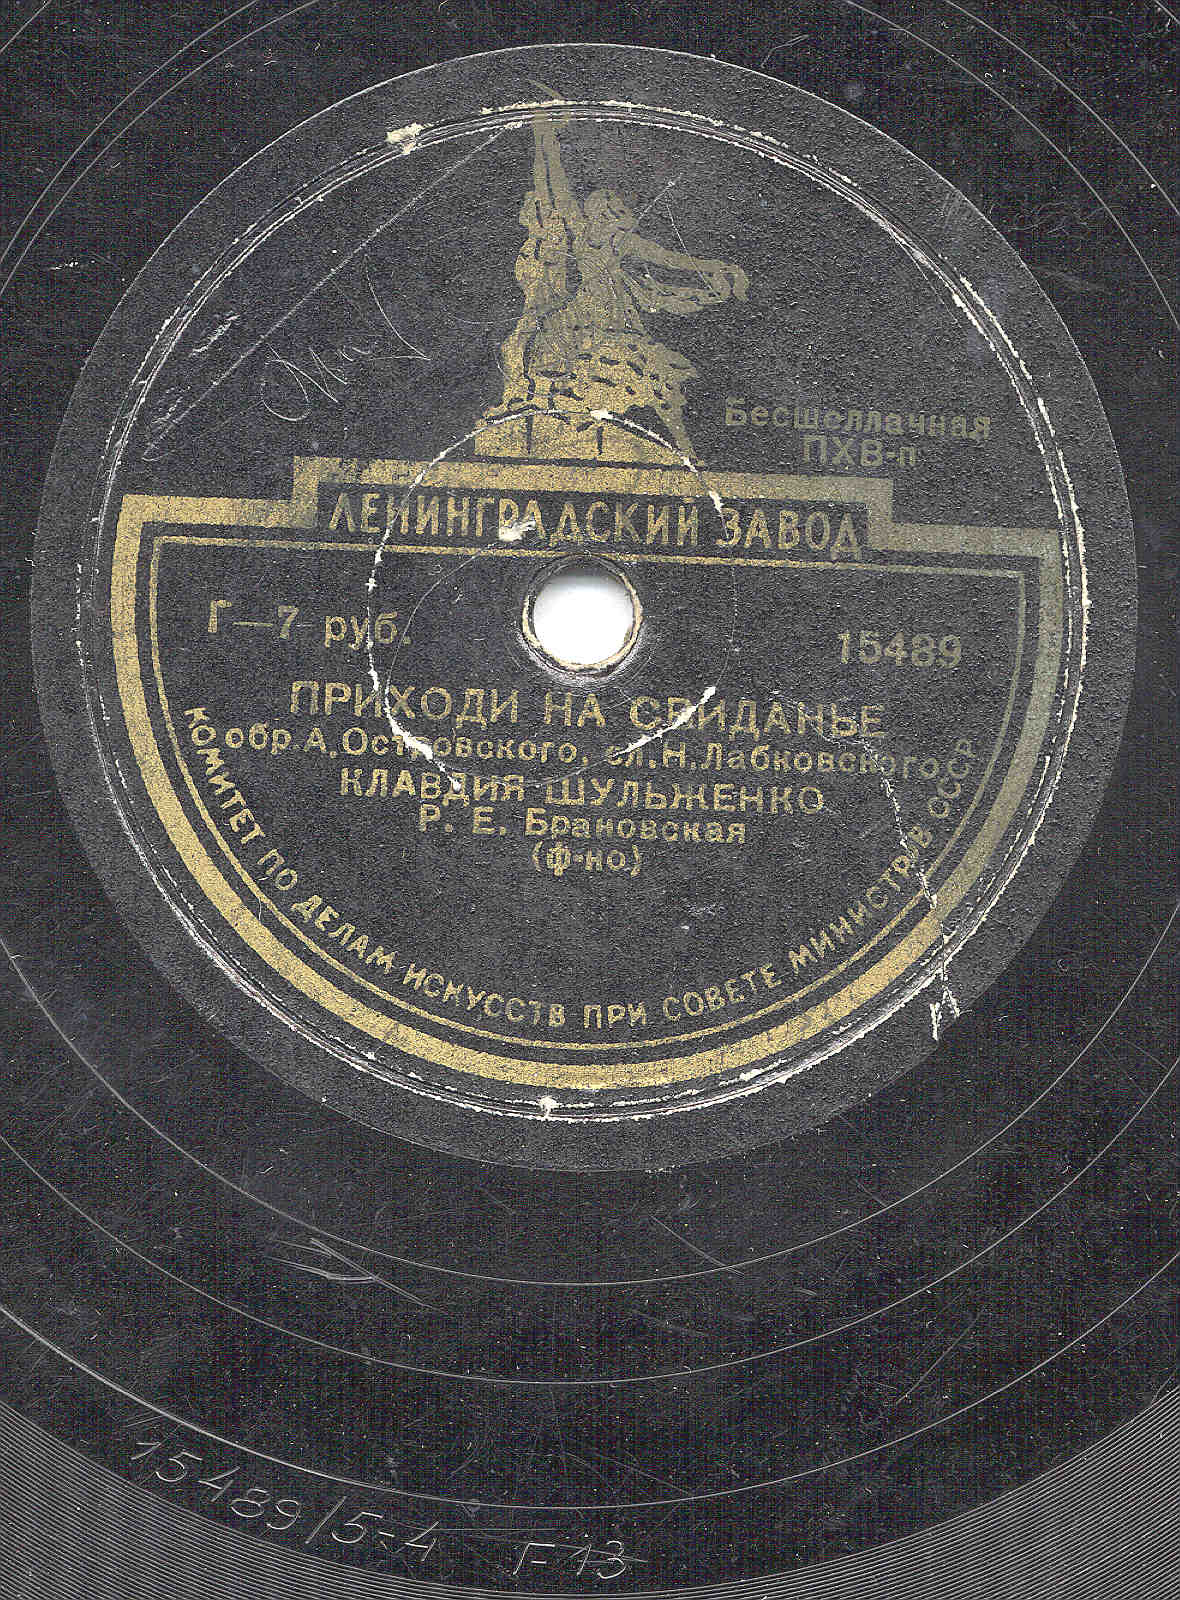 Бесшеллачная
ПХВ-п
ЛЕНИНГРАДСКИЙ ЗАВОД
Г—7 руб.
15489
ПРИХОДИ НА СВИДАНЬЕ
обр. А. Островского, сл. Н. Лабковского
КЛАВДИЯ ШУЛЬЖЕНКО
Р. Е. Брановская
(ф-но)
КОМИТЕТ ПО ДЕЛАМ ИСКУССТВ ПРИ СОВЕТЕ МИНИСТРОВ СССР
15489/5-4 Г-13